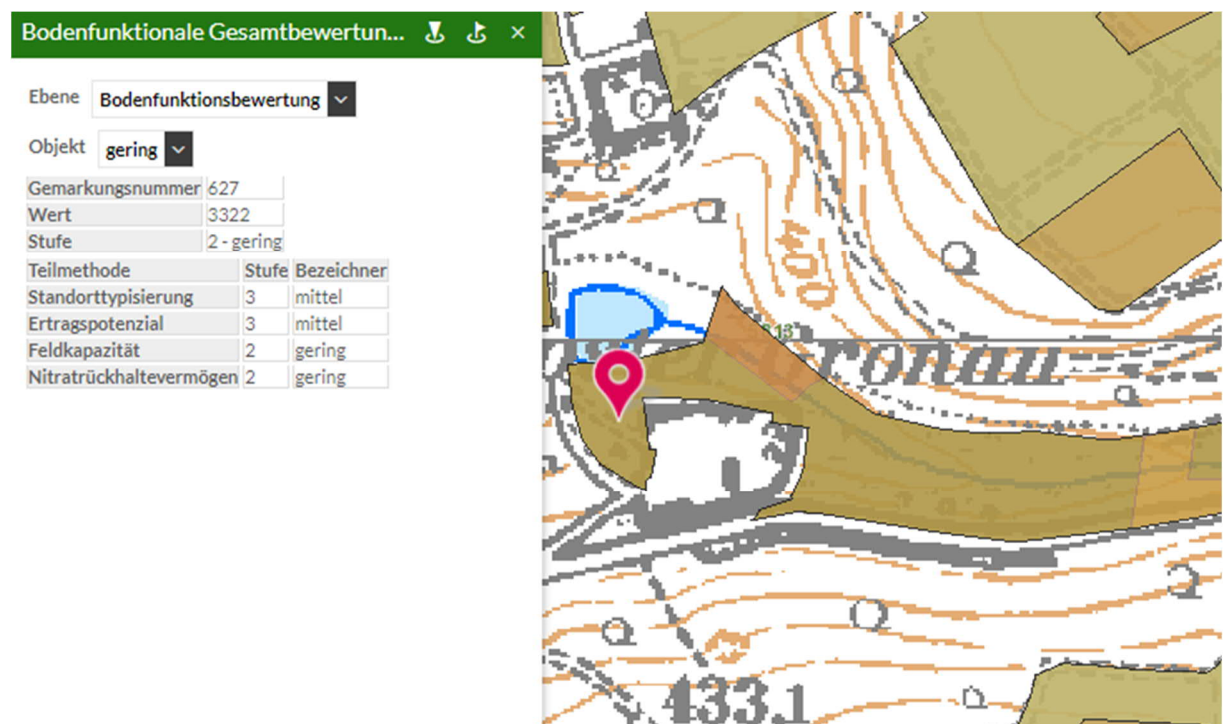 Bodenfunktionale Gesamtbewertun...
Ebene Bodenfunktionsbewertung
Objekt gering
Gemarkungsnummer 627
Wert 3322
Stufe 2 - gering
Teilmethode Stufe Bezeichner
Standorttypisierung 3 mittel
Ertragspotenzial 3 mittel
Feldkapazität 2 gering
Nitratrückhaltevermögen 2 gering
433.1